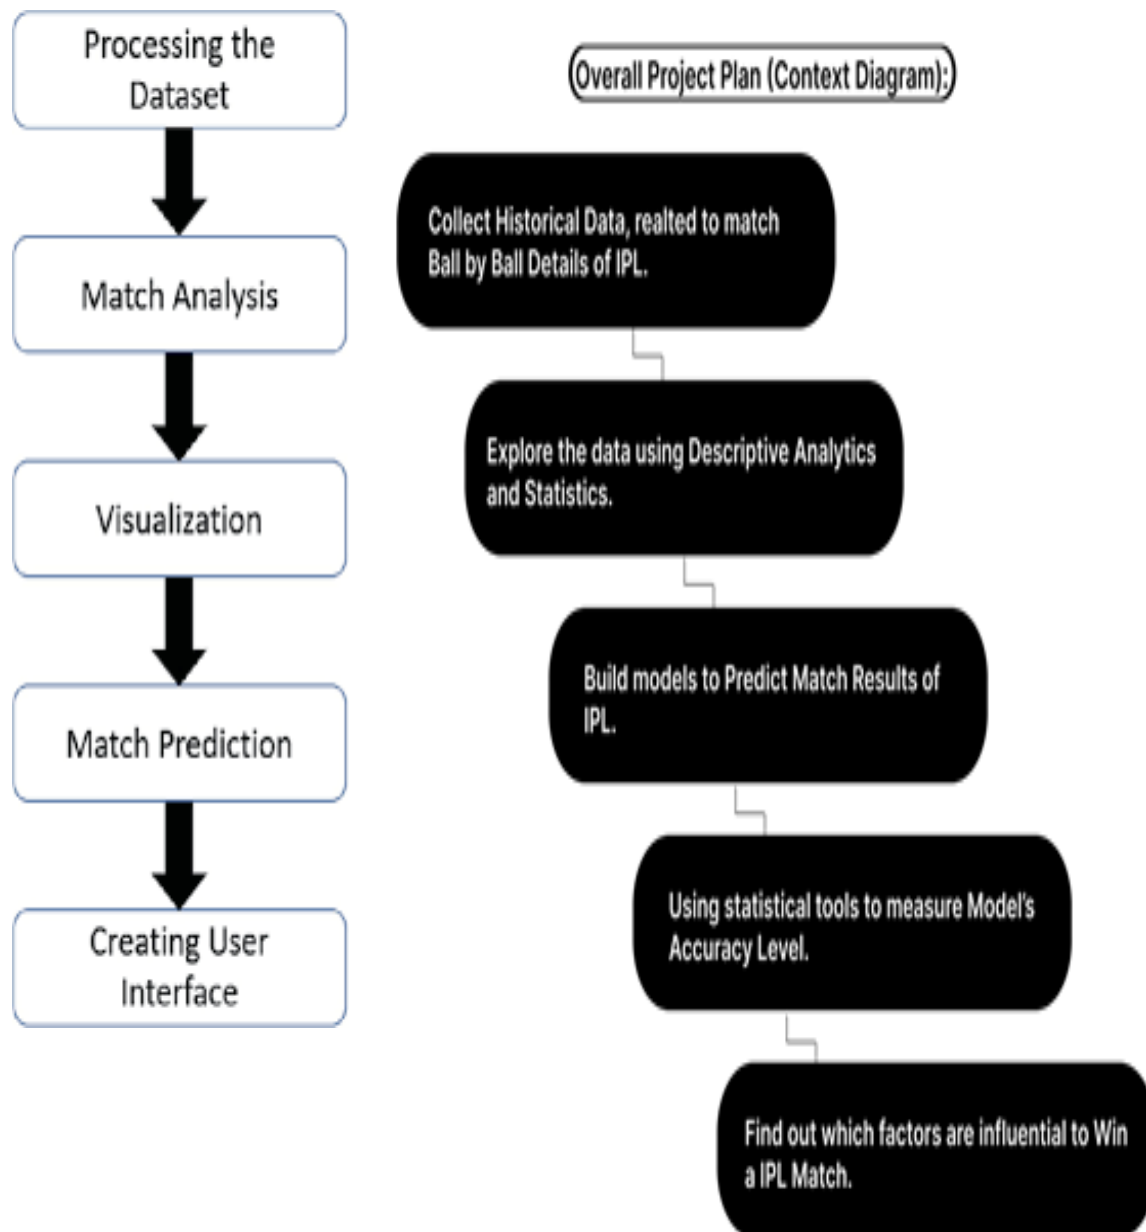 Processing the
Dataset
Match Analysis
Visualization
Match Prediction
Creating User
Interface
Overall Project Plan (Context Diagram):
Collect Historical Data, realted to match
Ball by Ball Details of IPL.
Explore the data using Descriptive Analytics
and Statistics.
Build models to Predict Match Results of
IPL.
Using statistical tools to measure Model's
Accuracy Level.
Find out which factors are influential to Win
a IPL Match.